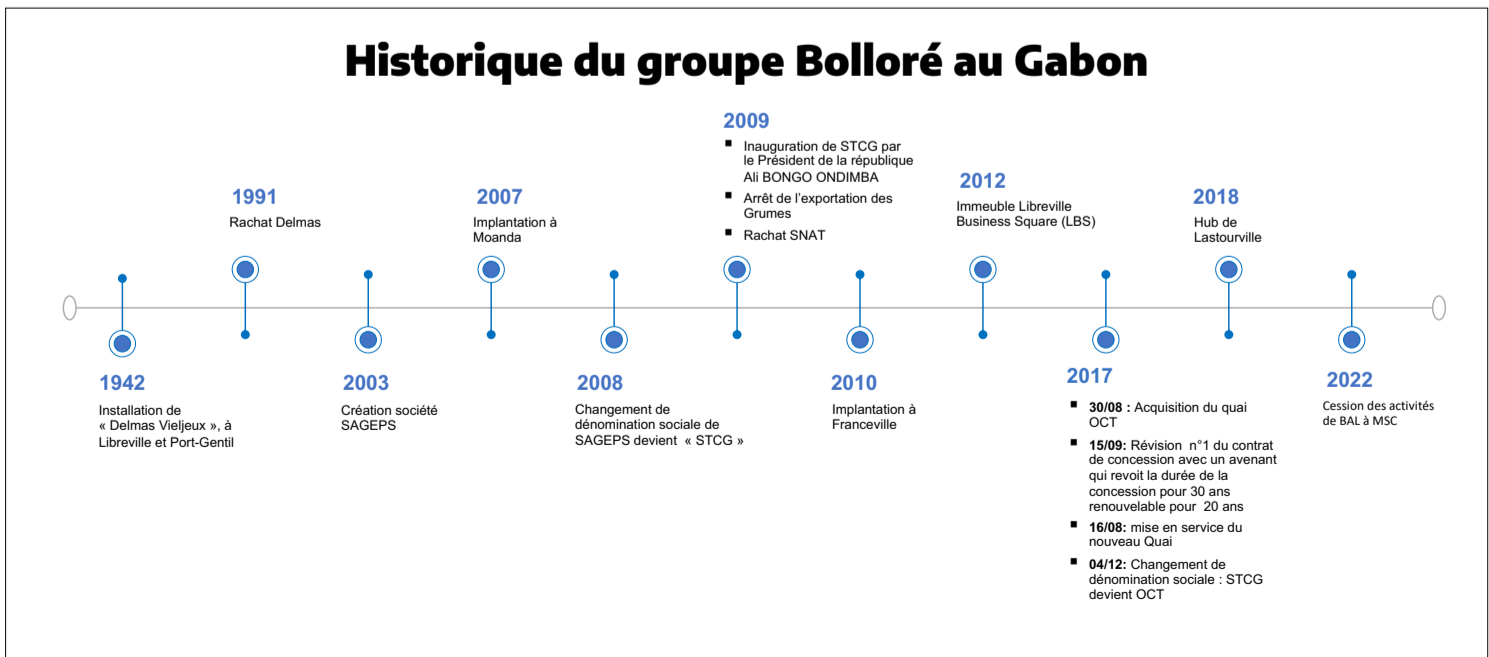 Historique du groupe Bolloré au Gabon
1942
Installation de
« Delmas Vieljeux », à
Libreville et Port-Gentil
1991
Rachat Delmas
2003
Création société
SAGEPS
2007
Implantation à
Moanda
2008
Changement de
dénomination sociale de
SAGEPS devient « STCG »
2009
▪ Inauguration de STCG par
le Président de la république
Ali BONGO ONDIMBA
▪ Arrêt de l'exportation des
Grumes
▪ Rachat SNAT
2010
Implantation à
Franceville
2012
Immeuble Libreville
Business Square (LBS)
2017
▪ 30/08 : Acquisition du quai
OCT
▪ 15/09: Révision n°1 du contrat
de concession avec un avenant
qui revoit la durée de la
concession pour 30 ans
renouvelable pour 20 ans
▪ 16/08: mise en service du
nouveau Quai
▪ 04/12: Changement de
dénomination sociale : STCG
devient OCT
2018
Hub de
Lastourville
2022
Cession des activités
de BAL à MSC